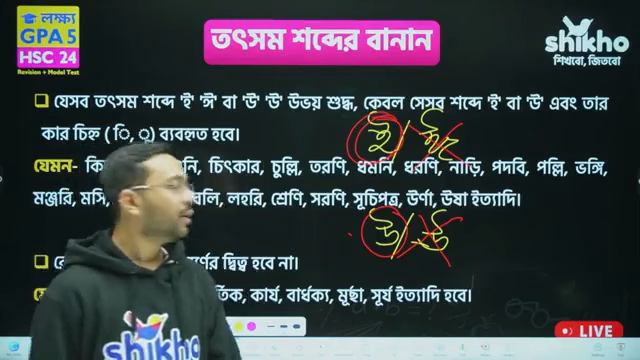 লক্ষ্য
GPA 5
HSC 24
Revision + Model Test
তৎসম শব্দের বানান
shikho
শিখবো, জিতবো
যেসব তৎসম শব্দে 'ই' 'ঈ' বা 'উ' 'উ' উভয় শুদ্ধ, কেবল সেসব শব্দে 'ই' বা 'উ' এবং তার
কার চিহ্ন ( ি, ু) ব্যবহৃত হবে।
ই / ঈ
যেমন- চিৎকার, চুল্লি, তরণি, ধমনি, ধরণি, নাড়ি, পদবি, পল্লি, ভঙ্গি,
মঞ্জরি, মসি, লহরি, শ্রেণি, সরণি, সূচিপত্র, উর্ণা, উষা ইত্যাদি।
উ / ঊ
দ্বিত্ব হবে না।
কার্য, বার্ধক্য, মূর্ছা, সূর্য ইত্যাদি হবে।
shikho
LIVE